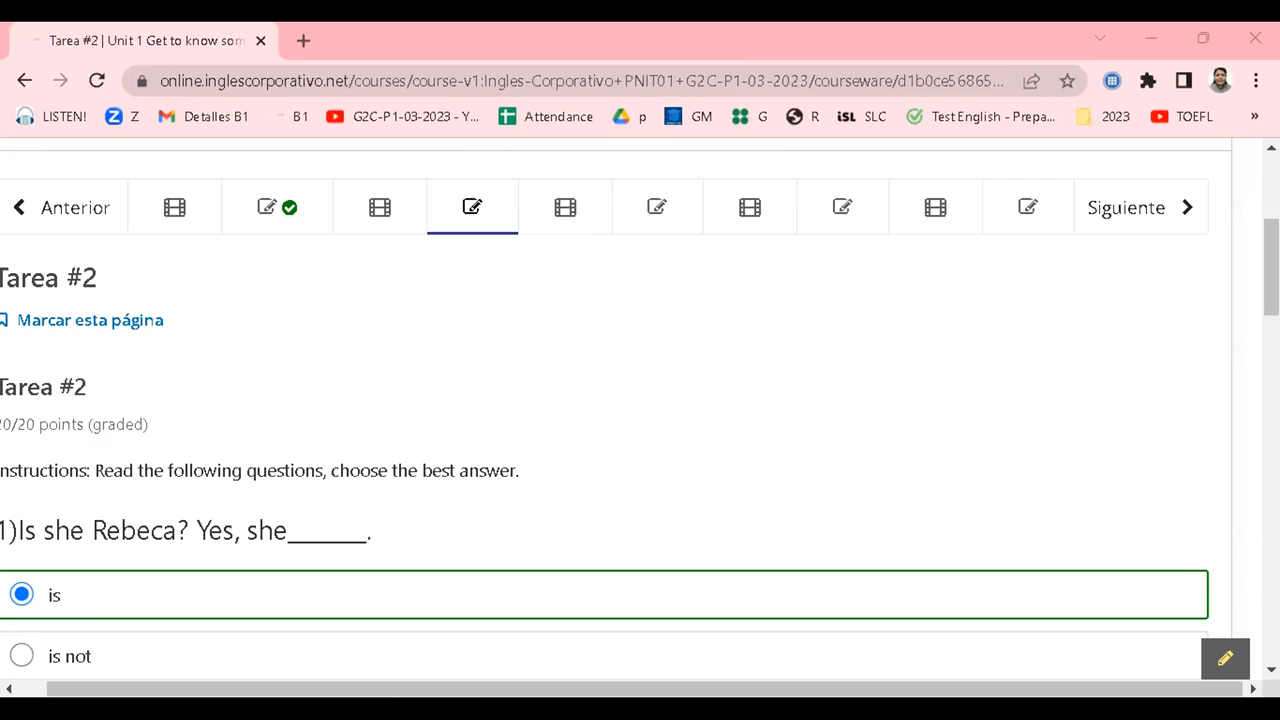 Tarea #2 | Unit 1 Get to know som
online.inglescorporativo.net/courses/course-v1:Ingles-Corporativo+PNIT01+G2C-P1-03-2023/courseware/d1b0ce56865...
LISTEN! Z Detalles B1 B1 G2C-P1-03-2023 - Y... Attendance p GM G R SLC Test English - Prepa... 2023 TOEFL »
Anterior Siguiente
Tarea #2
Marcar esta página
Tarea #2
20/20 points (graded)
nstructions: Read the following questions, choose the best answer.
1)Is she Rebeca? Yes, she______.
is
is not